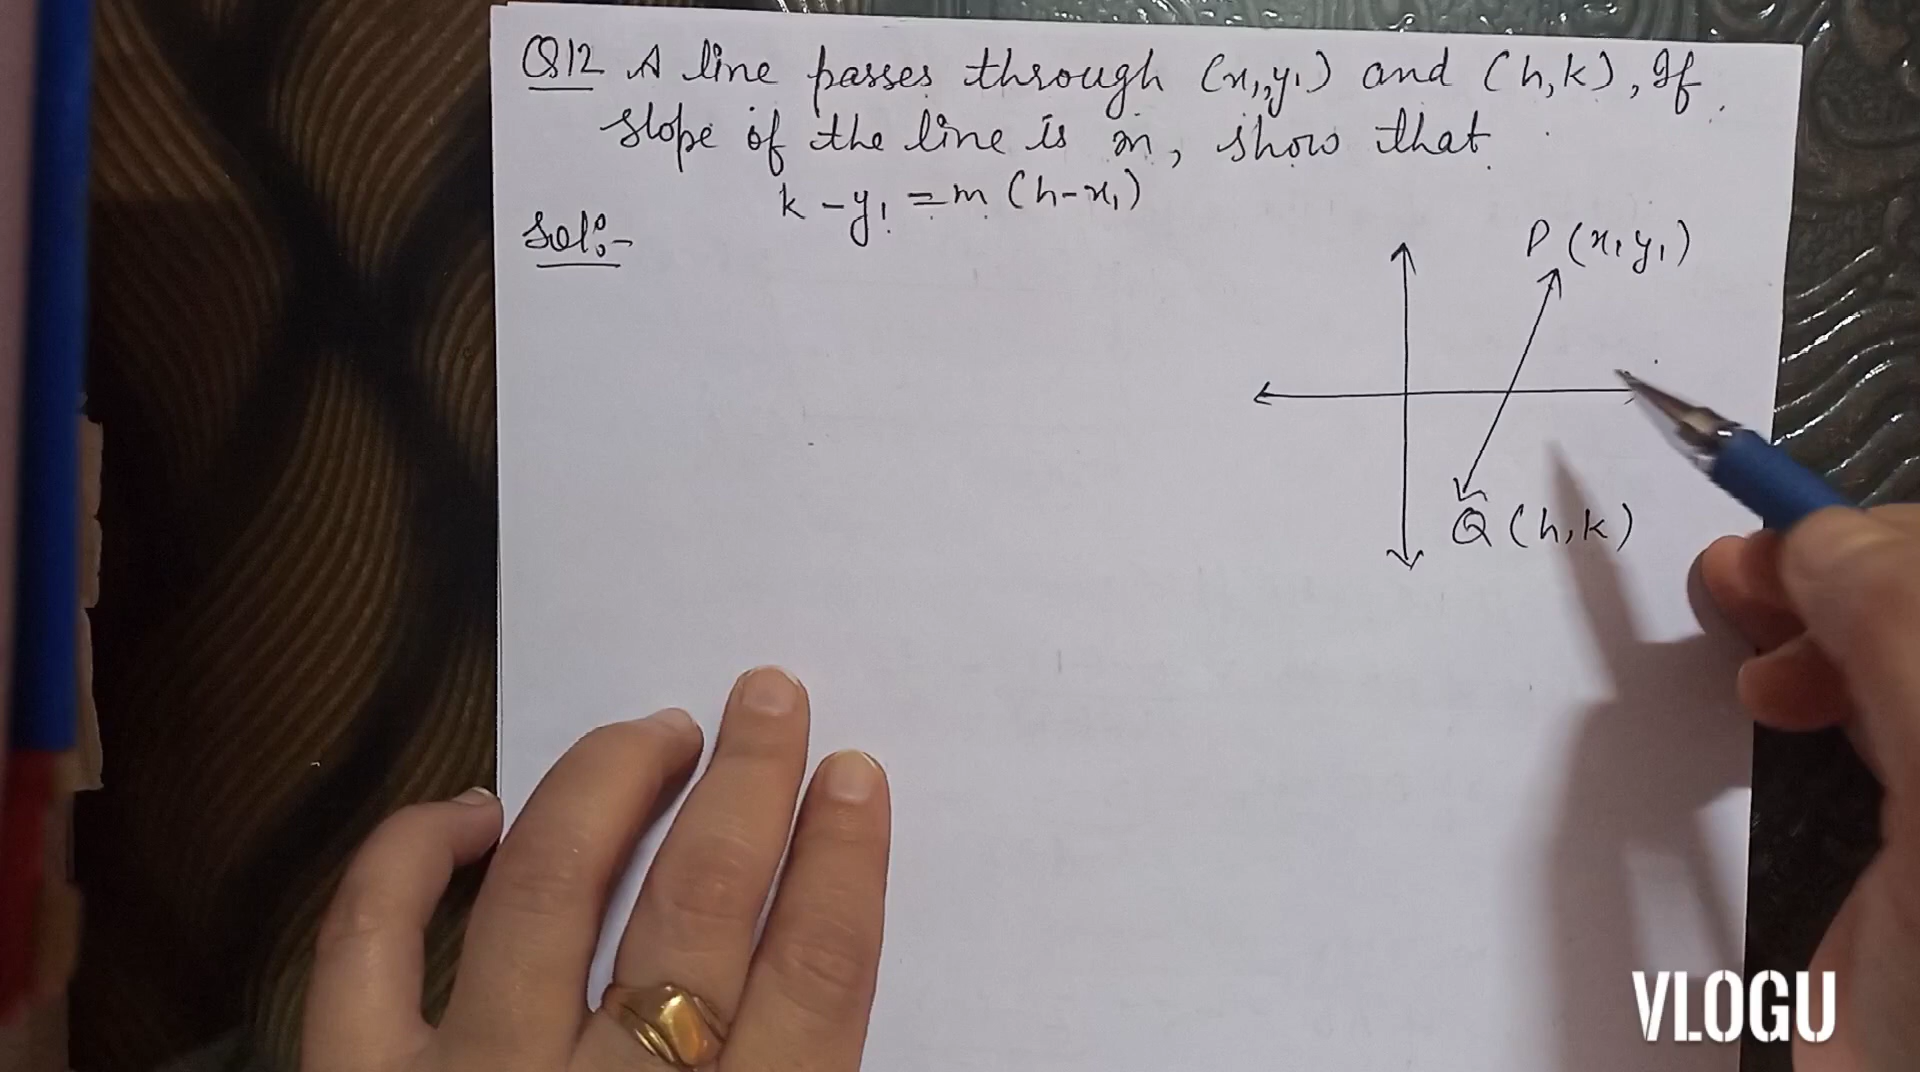 Q12 A line passes through (x₁,y₁) and (h,k), If
slope of the line is m, show that
k-y₁ = m (h-x₁)
Sol:-
P (x₁ y₁)
Q (h,k)
VLOGU